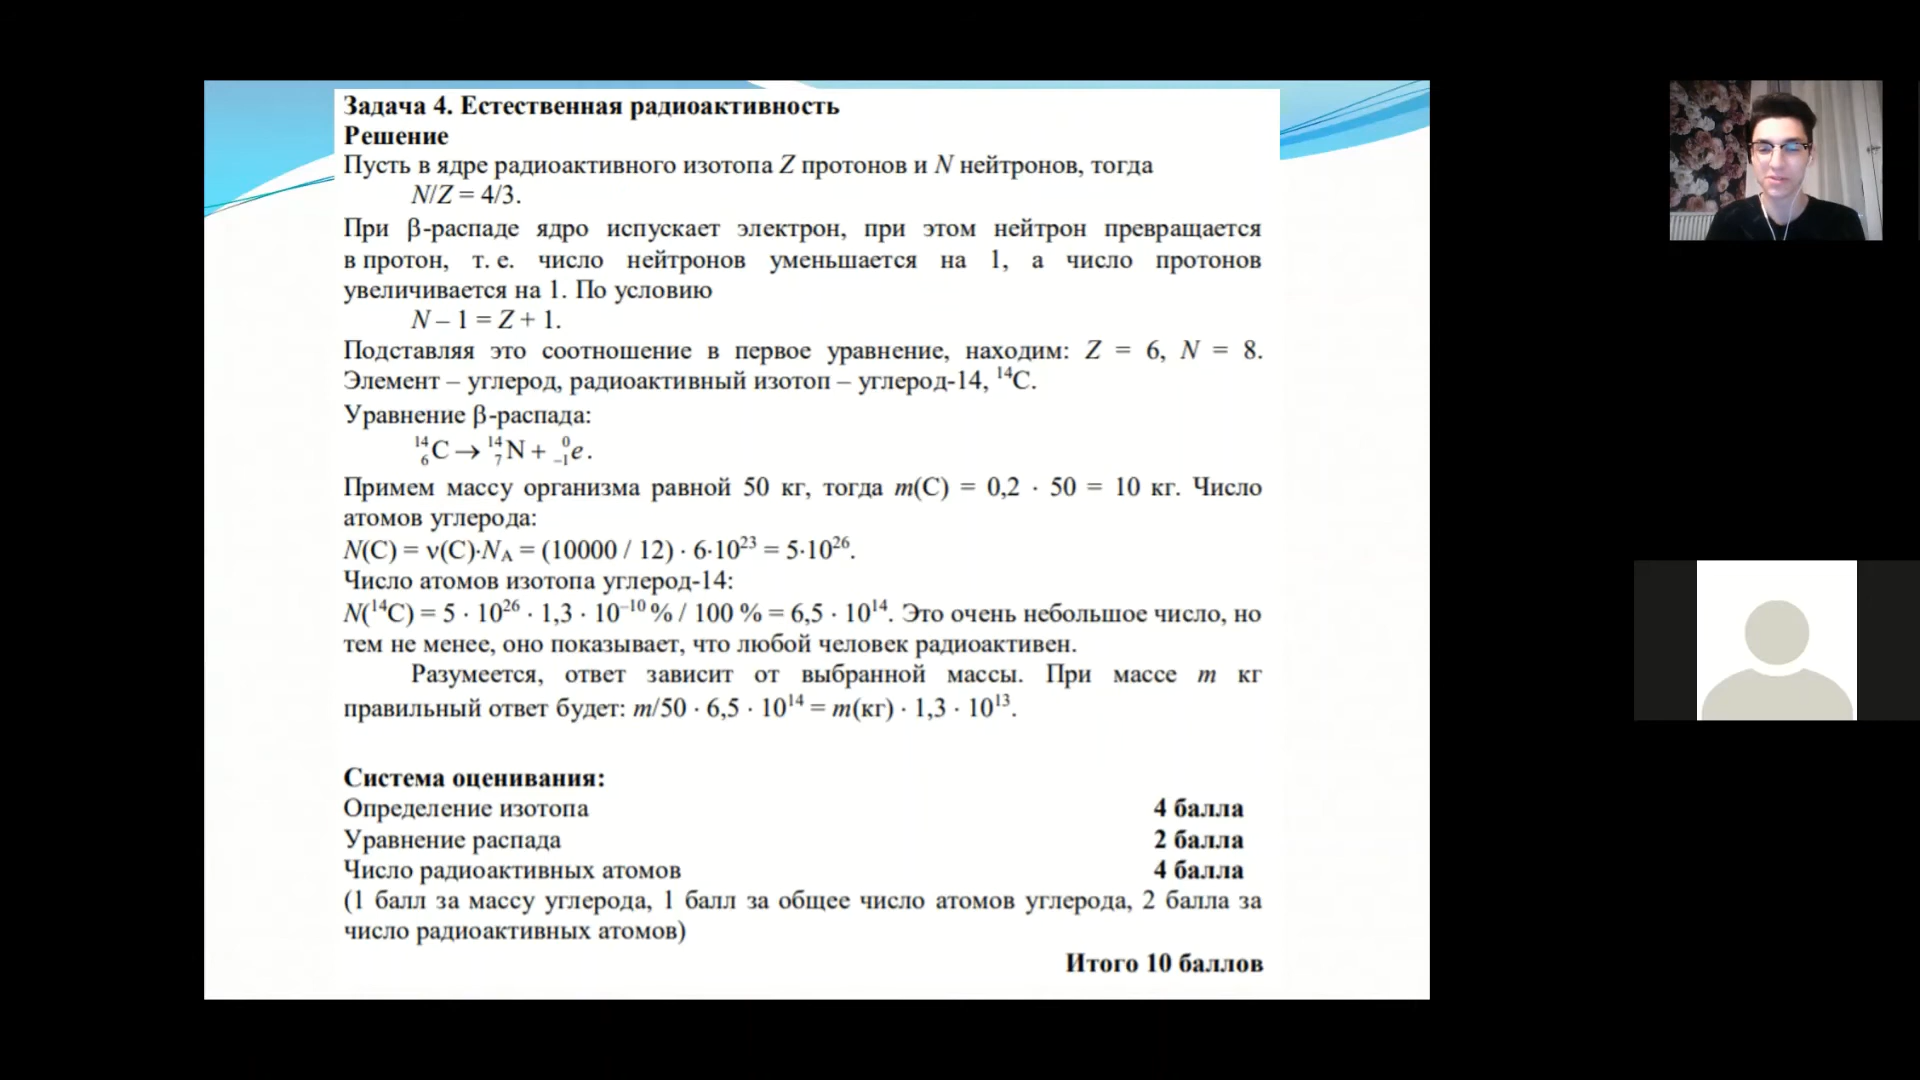 Задача 4. Естественная радиоактивность
Решение
Пусть в ядре радиоактивного изотопа Z протонов и N нейтронов, тогда
N/Z = 4/3.
При β-распаде ядро испускает электрон, при этом нейтрон превращается
в протон, т. е. число нейтронов уменьшается на 1, а число протонов
увеличивается на 1. По условию
N – 1 = Z + 1.
Подставляя это соотношение в первое уравнение, находим: Z = 6, N = 8.
Элемент – углерод, радиоактивный изотоп – углерод-14, ¹⁴C.
Уравнение β-распада:
¹⁴₆C → ¹⁴₇N + ⁰₋₁e.
Примем массу организма равной 50 кг, тогда m(C) = 0,2 · 50 = 10 кг. Число
атомов углерода:
N(C) = ν(C)·Nᴀ = (10000 / 12) · 6·10²³ = 5·10²⁶.
Число атомов изотопа углерод-14:
N(¹⁴C) = 5 · 10²⁶ · 1,3 · 10⁻¹⁰ % / 100 % = 6,5 · 10¹⁴. Это очень небольшое число, но
тем не менее, оно показывает, что любой человек радиоактивен.
Разумеется, ответ зависит от выбранной массы. При массе m кг
правильный ответ будет: m/50 · 6,5 · 10¹⁴ = m(кг) · 1,3 · 10¹³.
Система оценивания:
Определение изотопа 4 балла
Уравнение распада 2 балла
Число радиоактивных атомов 4 балла
(1 балл за массу углерода, 1 балл за общее число атомов углерода, 2 балла за
число радиоактивных атомов)
Итого 10 баллов